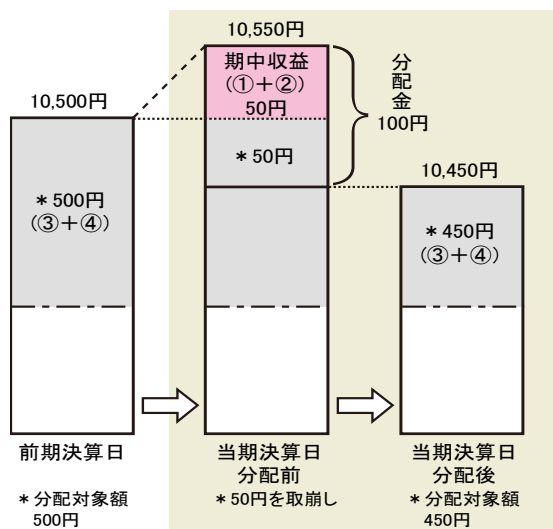 10,500円
＊500円
(③＋④)
前期決算日
＊分配対象額
500円
10,550円
期中収益
(①＋②)
50円
＊50円
分配金
100円
当期決算日
分配前
＊50円を取崩し
10,450円
＊450円
(③＋④)
当期決算日
分配後
＊分配対象額
450円